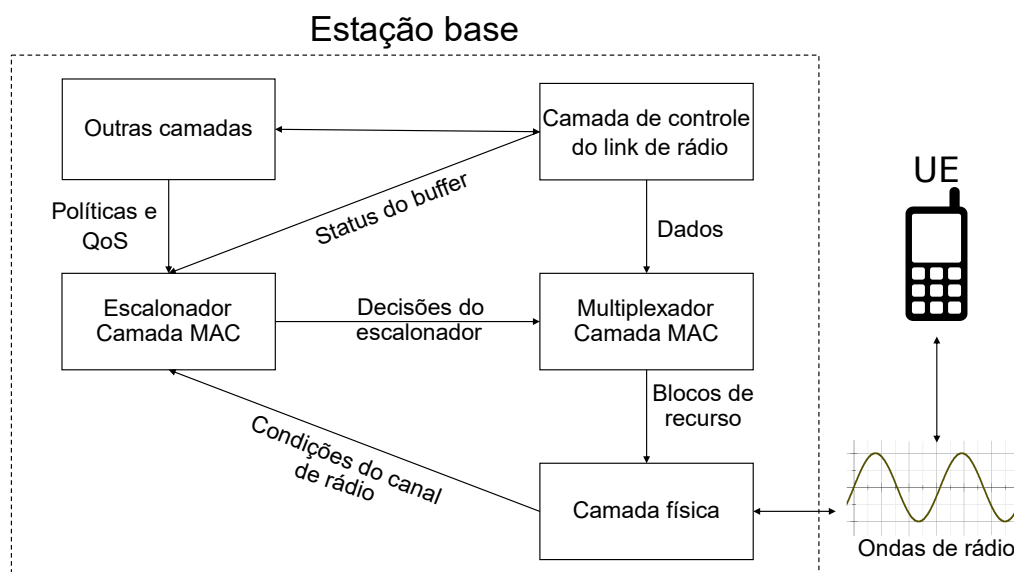 Estação base
Outras camadas
Camada de controle
do link de rádio
UE
Políticas e
QoS
Status do buffer
Dados
Escalonador
Camada MAC
Decisões do
escalonador
Multiplexador
Camada MAC
Condições do canal
de rádio
Blocos de
recurso
Camada física
Ondas de rádio